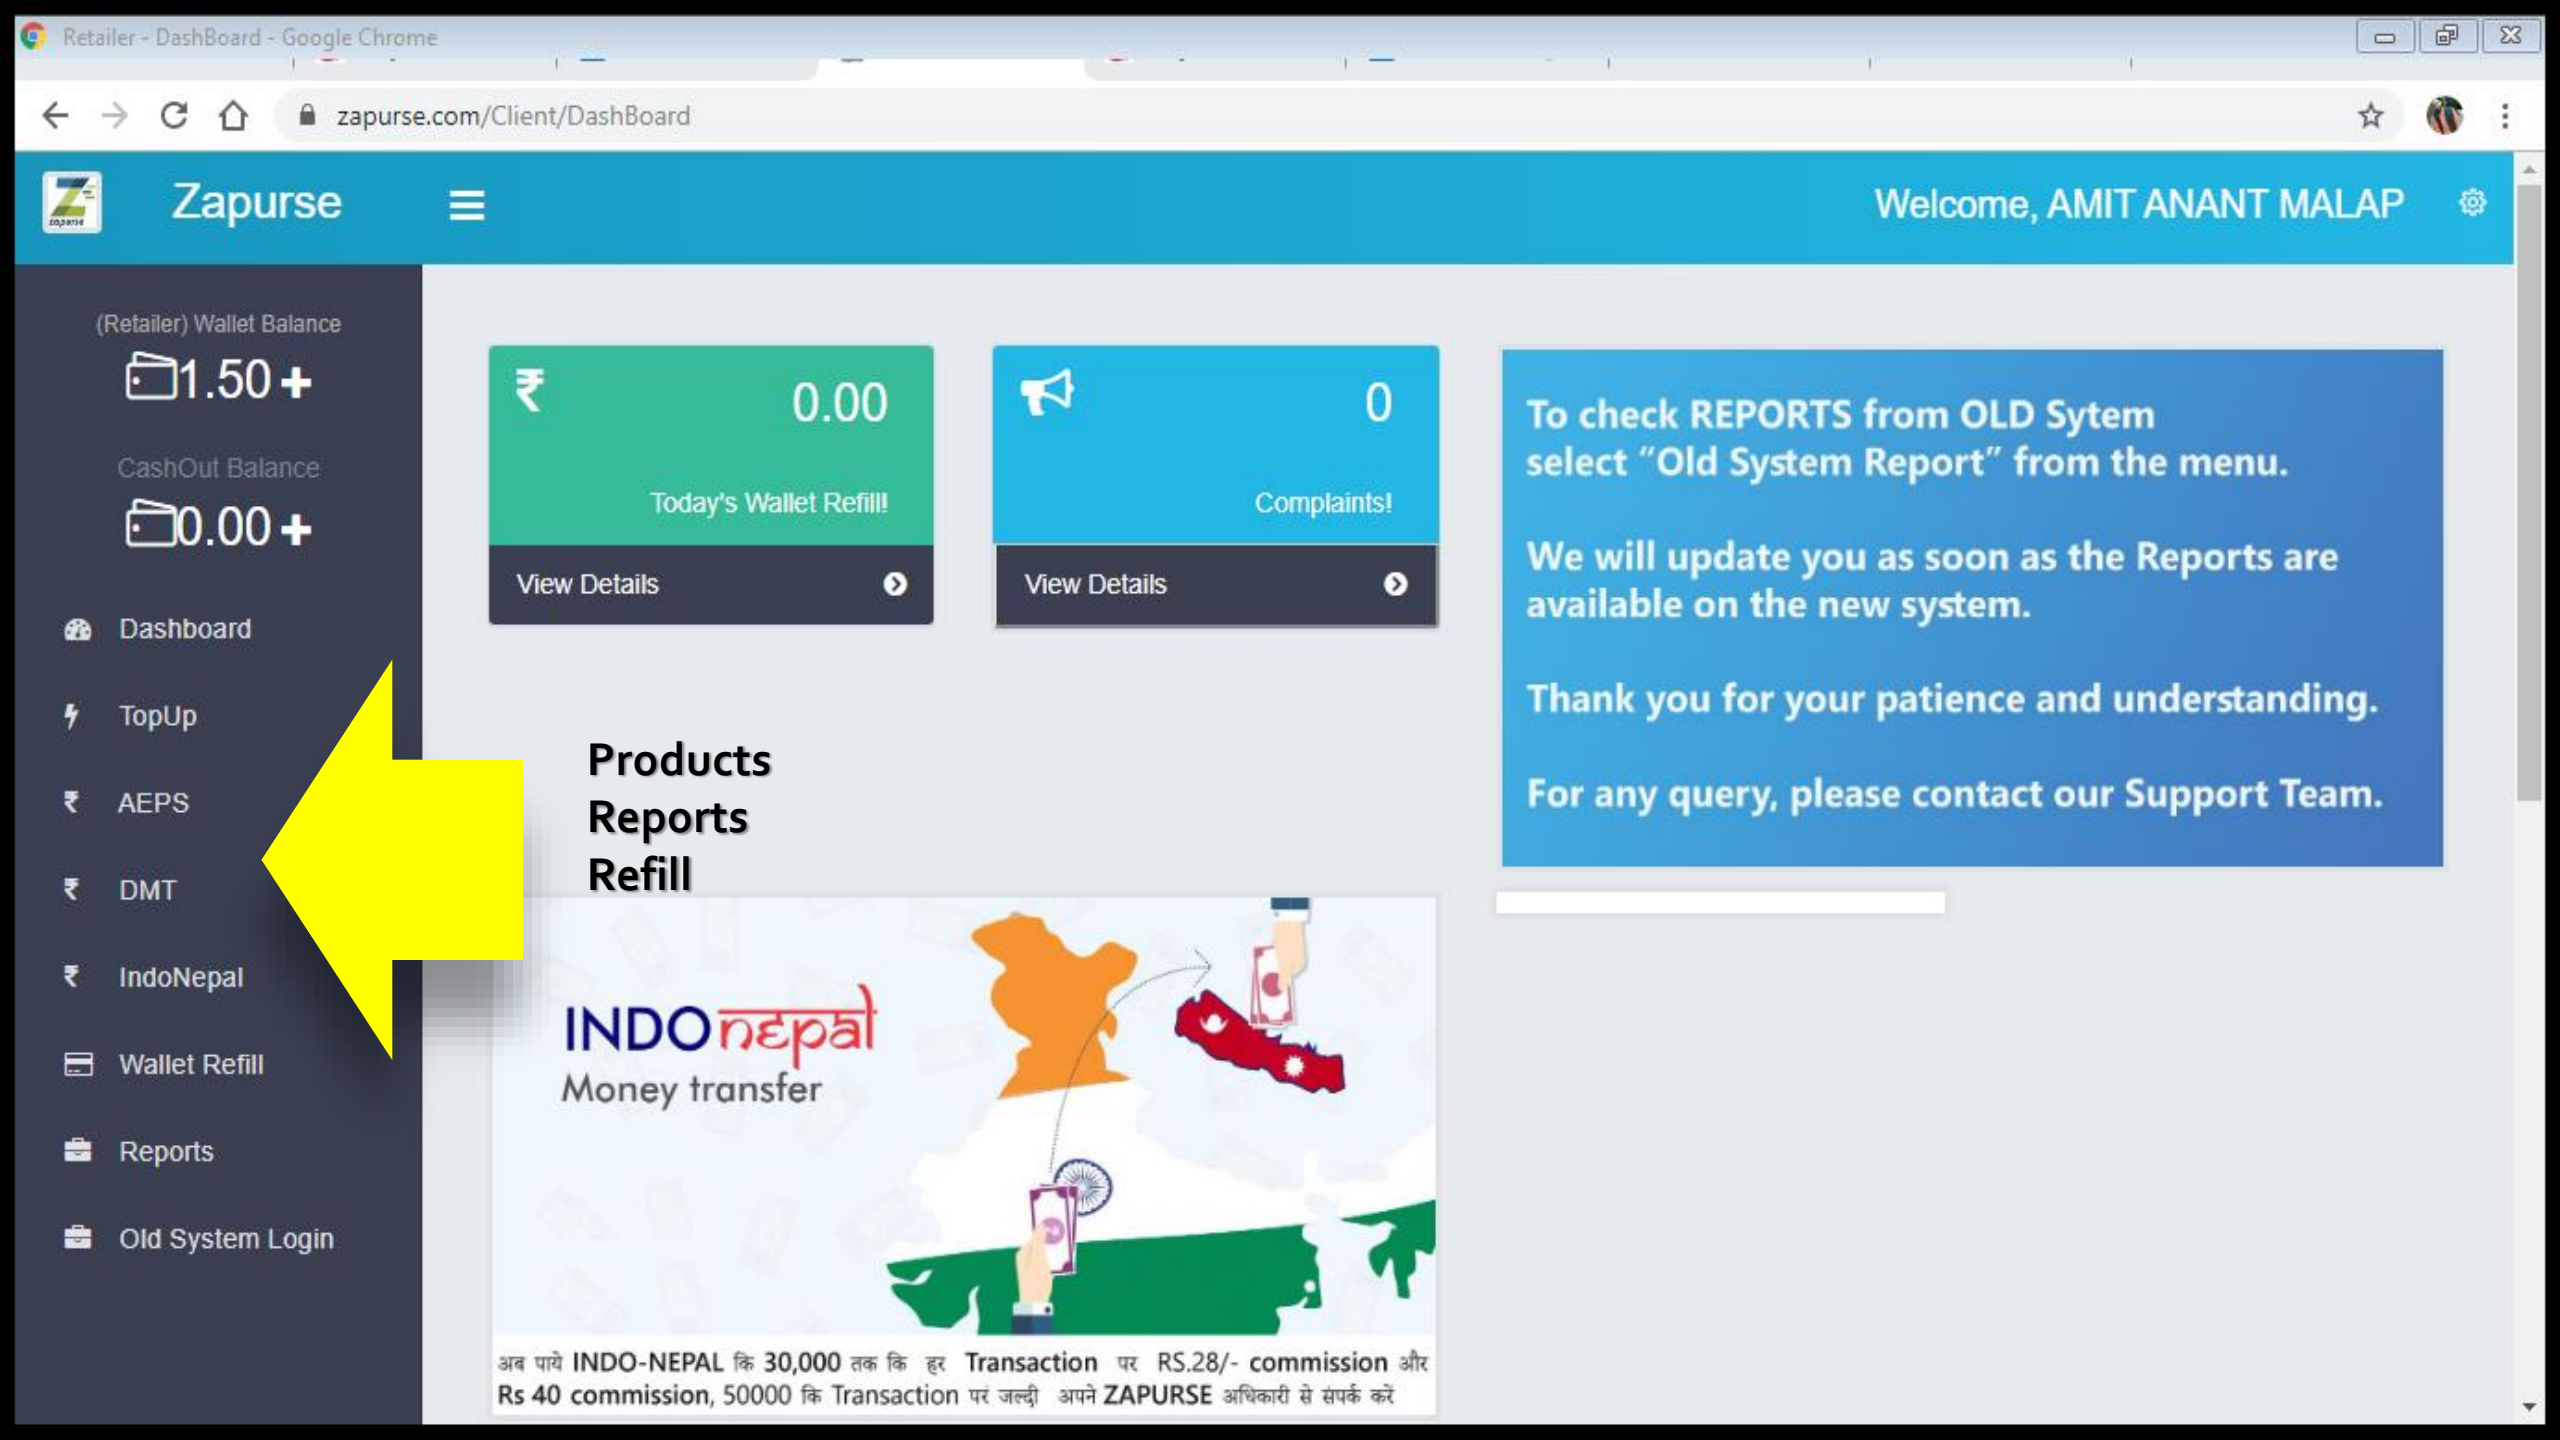 Retailer - DashBoard - Google Chrome
zapurse.com/Client/DashBoard
zapurse
Zapurse
Welcome, AMIT ANANT MALAP
(Retailer) Wallet Balance
1.50
CashOut Balance
0.00
Dashboard
TopUp
₹ AEPS
₹ DMT
₹ IndoNepal
Wallet Refill
Reports
Old System Login
₹ 0.00
Today's Wallet Refill!
View Details
0
Complaints!
View Details
Products
Reports
Refill
To check REPORTS from OLD Sytem
select “Old System Report” from the menu.
We will update you as soon as the Reports are
available on the new system.
Thank you for your patience and understanding.
For any query, please contact our Support Team.
INDOnεpal
Money transfer
अब पाये INDO-NEPAL कि 30,000 तक कि हर Transaction पर RS.28/- commission और
Rs 40 commission, 50000 कि Transaction पर जल्दी अपने ZAPURSE अधिकारी से संपर्क करें